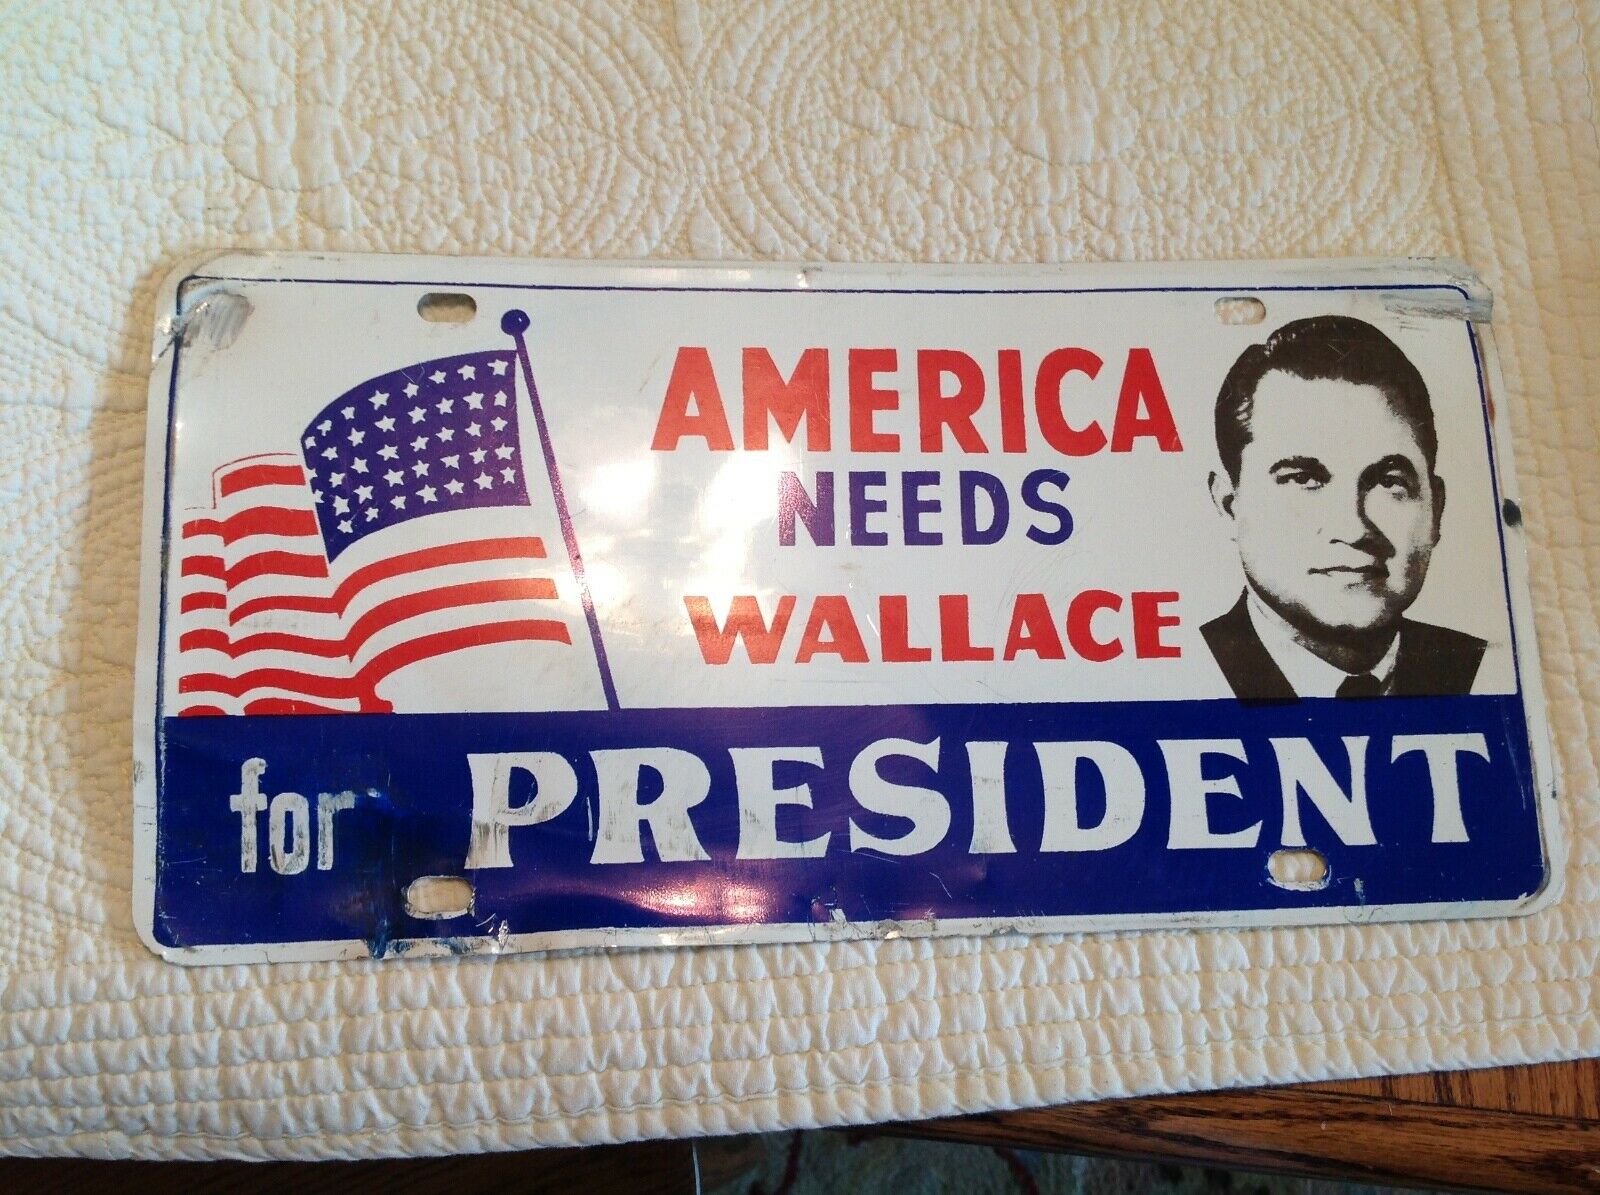 AMERICA
NEEDS
WALLACE
for PRESIDENT